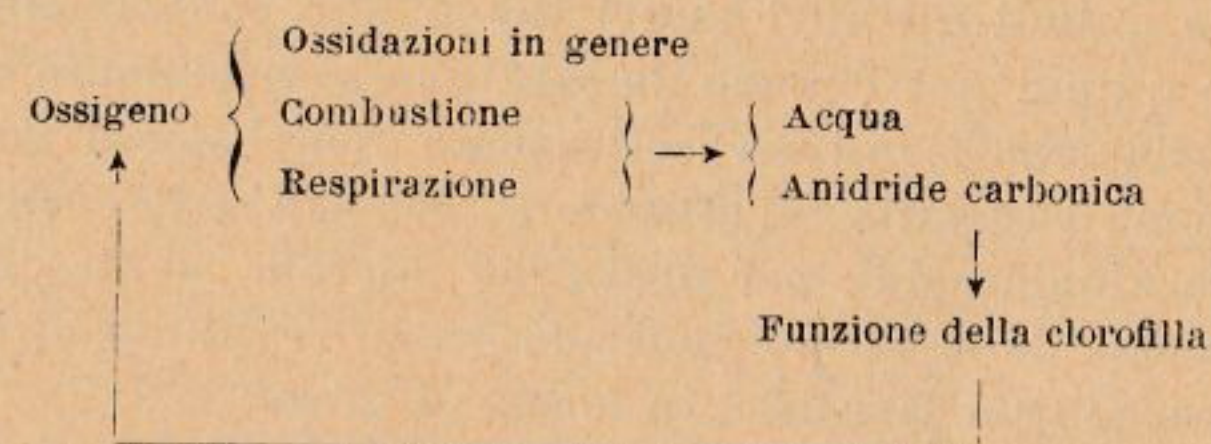 Ossidazioni in genere
Ossigeno Combustione Acqua
Respirazione Anidride carbonica
Funzione della clorofilla